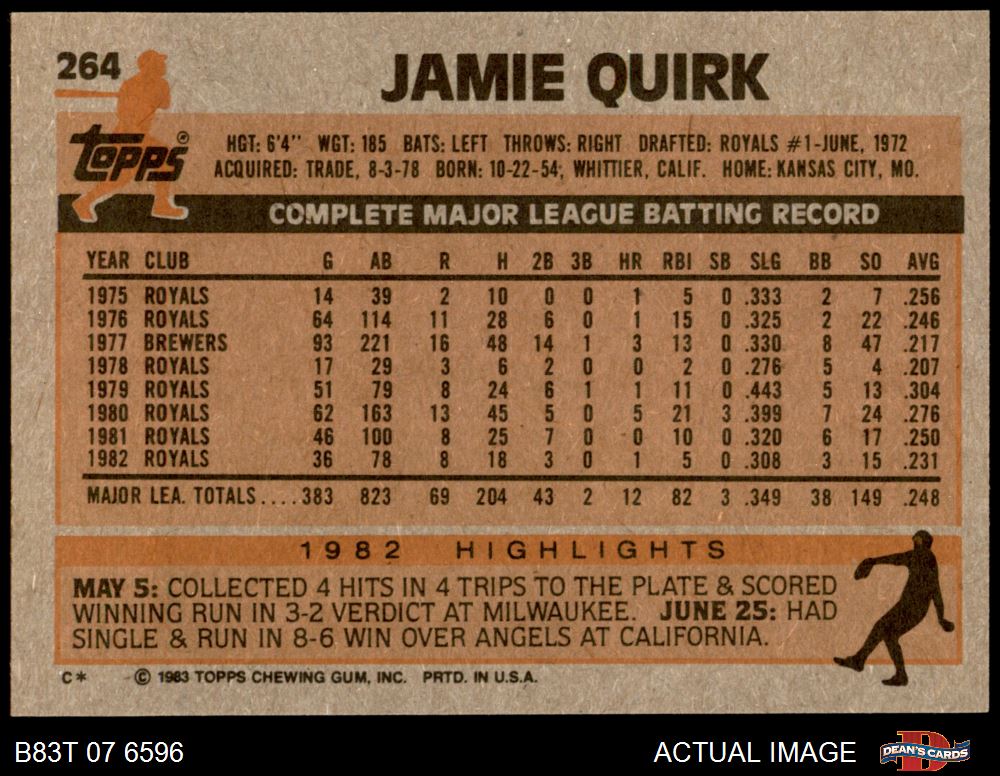 264
JAMIE QUIRK
topps®
HGT: 6'4" WGT: 185 BATS: LEFT THROWS: RIGHT DRAFTED: ROYALS #1-JUNE, 1972
ACQUIRED: TRADE, 8-3-78 BORN: 10-22-54, WHITTIER, CALIF. HOME: KANSAS CITY, MO.
COMPLETE MAJOR LEAGUE BATTING RECORD
YEAR CLUB G AB R H 2B 3B HR RBI SB SLG BB SO AVG
1975 ROYALS 14 39 2 10 0 0 1 5 0 .333 2 7 .256
1976 ROYALS 64 114 11 28 6 0 1 15 0 .325 2 22 .246
1977 BREWERS 93 221 16 48 14 1 3 13 0 .330 8 47 .217
1978 ROYALS 17 29 3 6 2 0 0 2 0 .276 5 4 .207
1979 ROYALS 51 79 8 24 6 1 1 11 0 .443 5 13 .304
1980 ROYALS 62 163 13 45 5 0 5 21 3 .399 7 24 .276
1981 ROYALS 46 100 8 25 7 0 0 10 0 .320 6 17 .250
1982 ROYALS 36 78 8 18 3 0 1 5 0 .308 3 15 .231
MAJOR LEA. TOTALS....383 823 69 204 43 2 12 82 3 .349 38 149 .248
1982 HIGHLIGHTS
MAY 5: COLLECTED 4 HITS IN 4 TRIPS TO THE PLATE & SCORED
WINNING RUN IN 3-2 VERDICT AT MILWAUKEE. JUNE 25: HAD
SINGLE & RUN IN 8-6 WIN OVER ANGELS AT CALIFORNIA.
C* © 1983 TOPPS CHEWING GUM, INC. PRTD. IN U.S.A.
B83T 07 6596 ACTUAL IMAGE DEAN'S CARDS